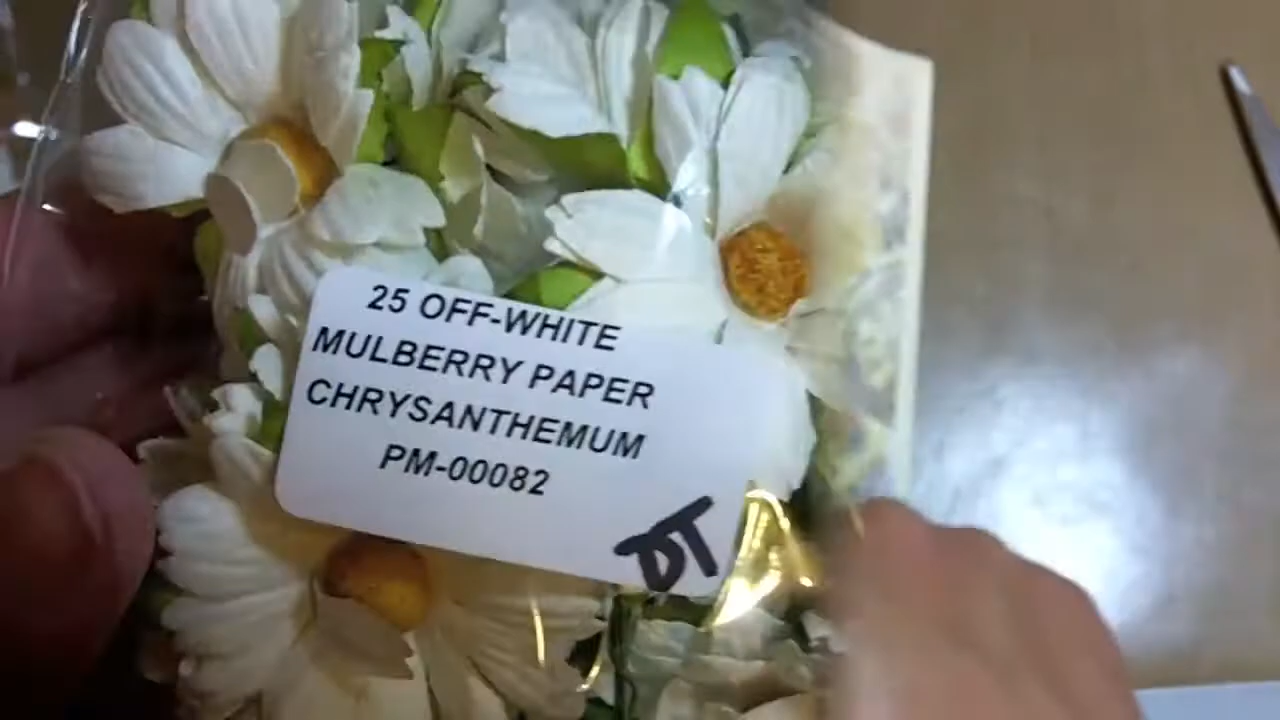 25 OFF-WHITE
MULBERRY PAPER
CHRYSANTHEMUM
PM-00082
DT